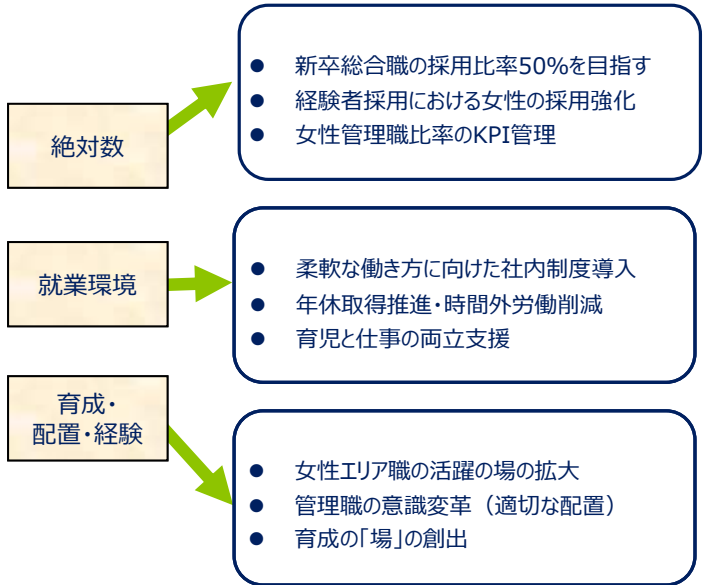 絶対数
● 新卒総合職の採用比率50%を目指す
● 経験者採用における女性の採用強化
● 女性管理職比率のKPI管理
就業環境
● 柔軟な働き方に向けた社内制度導入
● 年休取得推進・時間外労働削減
● 育児と仕事の両立支援
育成・
配置・経験
● 女性エリア職の活躍の場の拡大
● 管理職の意識変革（適切な配置）
● 育成の「場」の創出